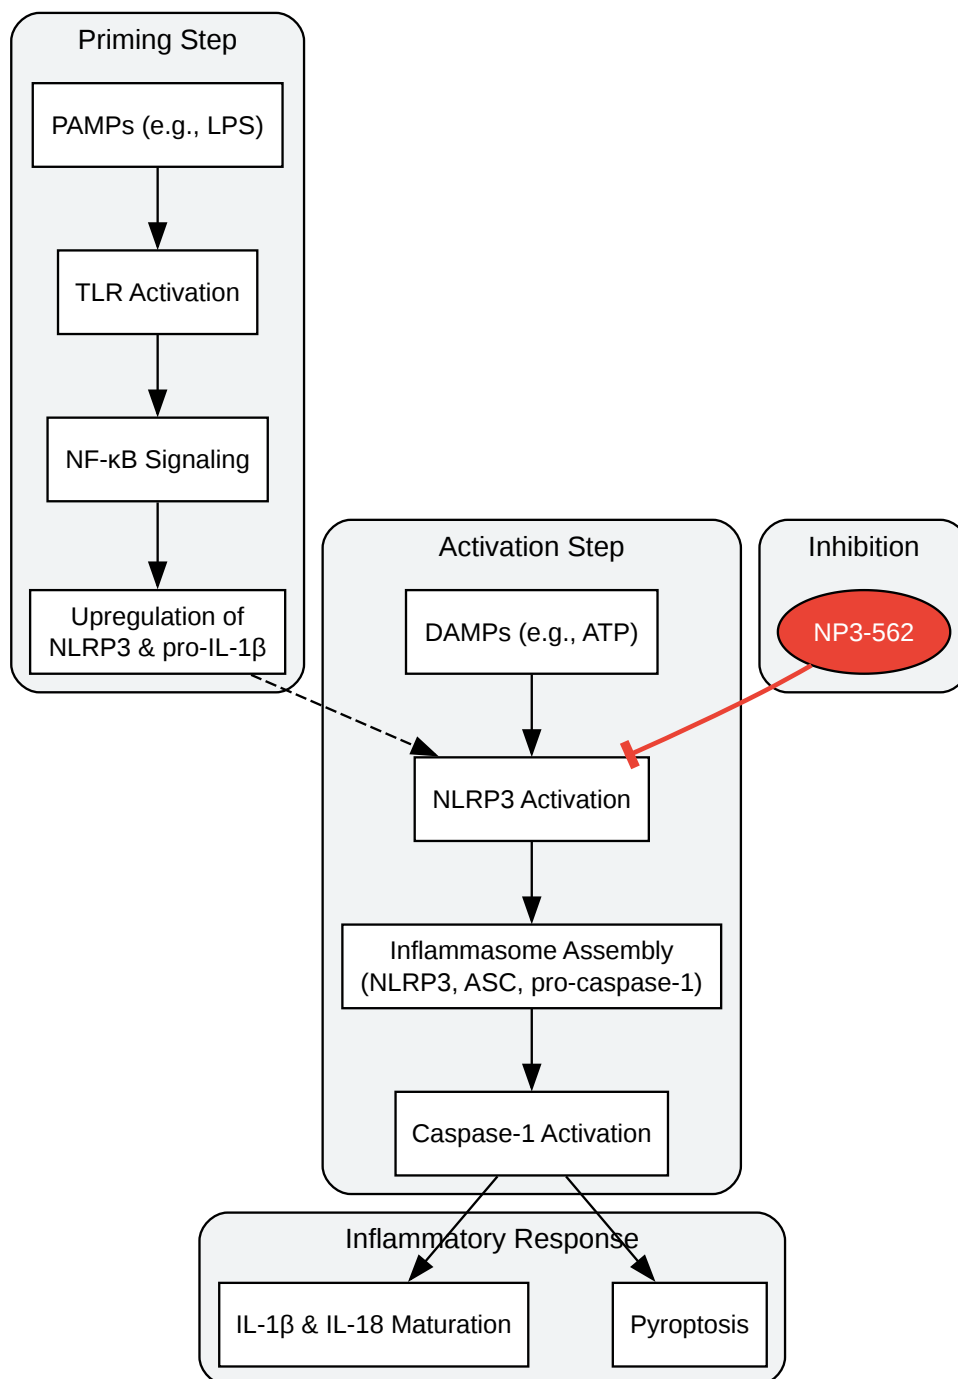 Priming Step
PAMPs (e.g., LPS)
TLR Activation
NF-κB Signaling
Upregulation of
NLRP3 & pro-IL-1β
Activation Step
DAMPs (e.g., ATP)
NLRP3 Activation
Inflammasome Assembly
(NLRP3, ASC, pro-caspase-1)
Caspase-1 Activation
Inhibition
NP3-562
Inflammatory Response
IL-1β & IL-18 Maturation
Pyroptosis